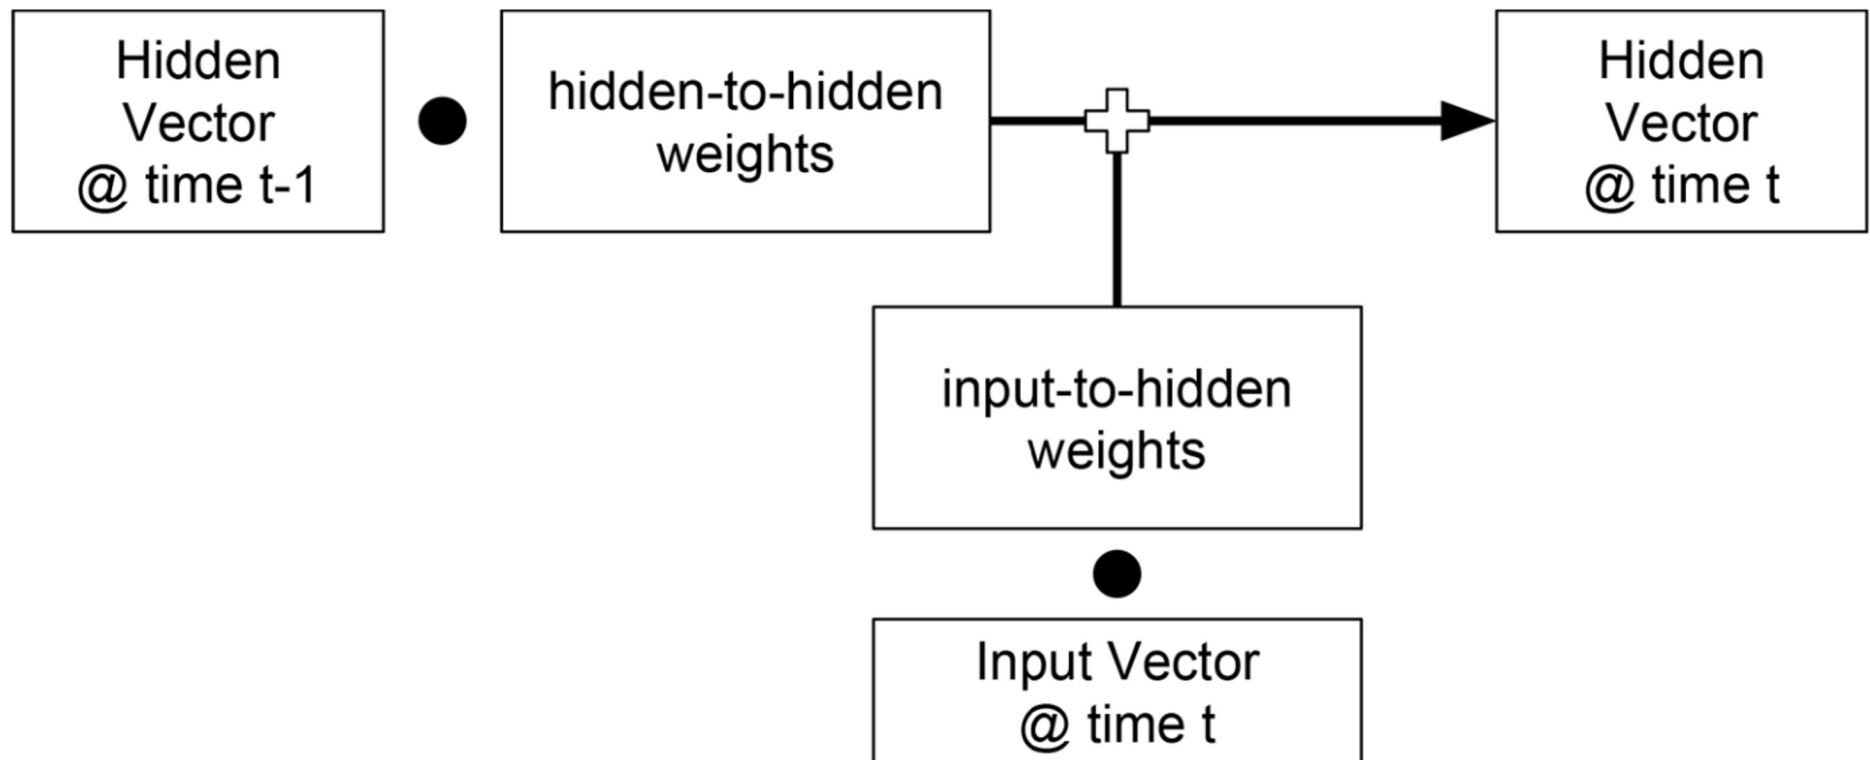 Hidden
Vector
@ time t-1
hidden-to-hidden
weights
Hidden
Vector
@ time t
input-to-hidden
weights
Input Vector
@ time t